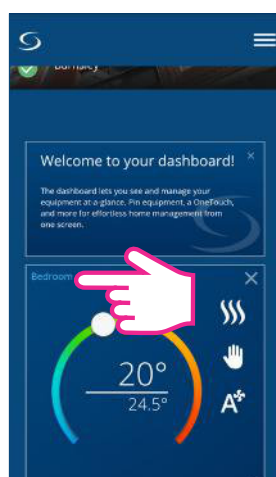 Barnsley
Welcome to your dashboard!
The dashboard lets you see and manage your
equipment at-a-glance. Pin equipment, a OneTouch,
and more for effortless home management from
one screen.
Bedroom
20°
24.5°
A